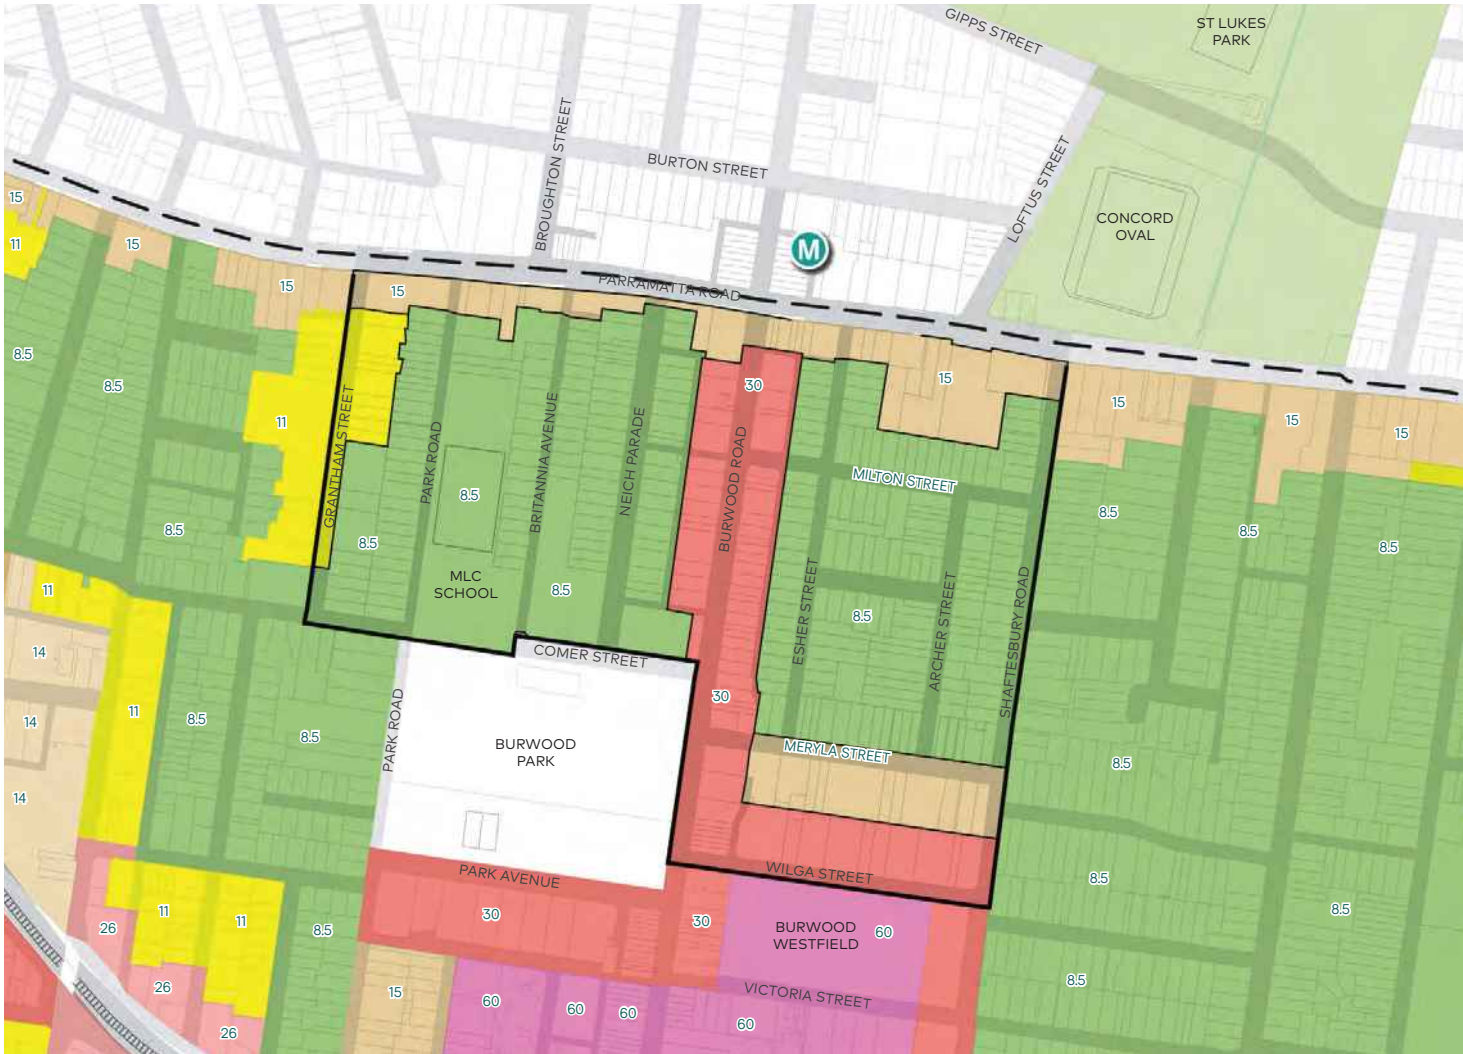 GIPPS STREET
ST LUKES
PARK
BROUGHTON STREET
BURTON STREET
LOFTUS STREET
CONCORD
OVAL
M
15
11
15
15
15
PARRAMATTA ROAD
8.5
8.5
30
15
15
15
15
11
GRANTHAM STREET
PARK ROAD
BRITANNIA AVENUE
NEICH PARADE
BURWOOD ROAD
MILTON STREET
8.5
8.5
8.5
8.5
8.5
8.5
MLC
SCHOOL
8.5
ESHER STREET
8.5
ARCHER STREET
SHAFTESBURY ROAD
11
14
COMER STREET
14
11
8.5
8.5
PARK ROAD
30
BURWOOD
PARK
MERYLA STREET
8.5
14
PARK AVENUE
WILGA STREET
8.5
26
11
11
8.5
30
30
BURWOOD
WESTFIELD
60
8.5
26
15
60
60
60
VICTORIA STREET
60
8.5
26